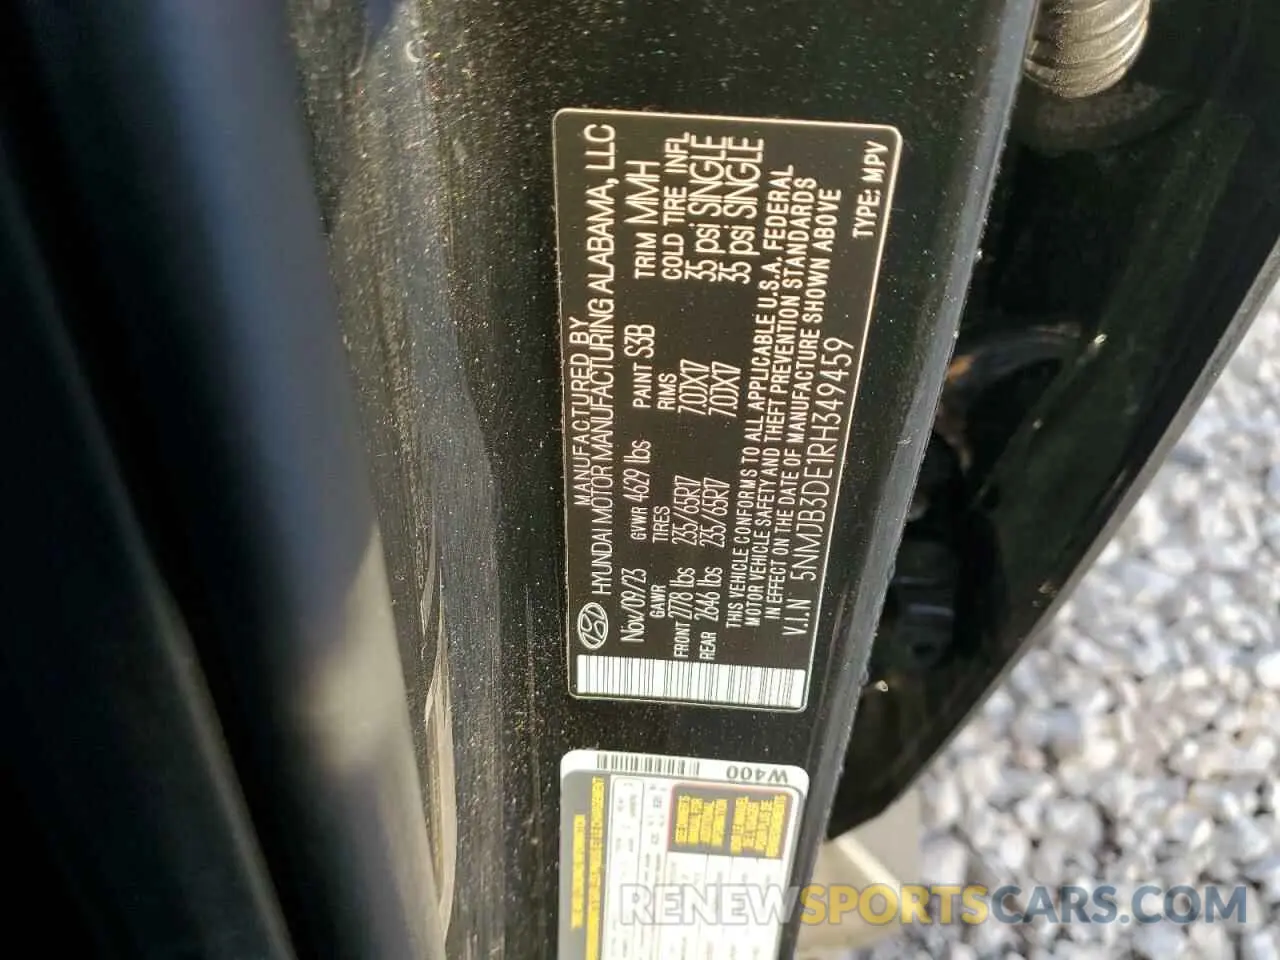 MANUFACTURED BY
HYUNDAI MOTOR MANUFACTURING ALABAMA, LLC
Nov/09/23 GVWR 4629 lbs PAINT S3B TRIM MMH
GAWR TIRES RIMS COLD TIRE INFL
FRONT 2778 lbs 235/65R17 7.0JX17 35 psi SINGLE
REAR 2646 lbs 235/65R17 7.0JX17 35 psi SINGLE
THIS VEHICLE CONFORMS TO ALL APPLICABLE U.S.A. FEDERAL
MOTOR VEHICLE SAFETY AND THEFT PREVENTION STANDARDS
IN EFFECT ON THE DATE OF MANUFACTURE SHOWN ABOVE
V.I.N 5NMJB3DE1RH349459 TYPE: MPV
W400
RENEWSPORTSCARS.COM